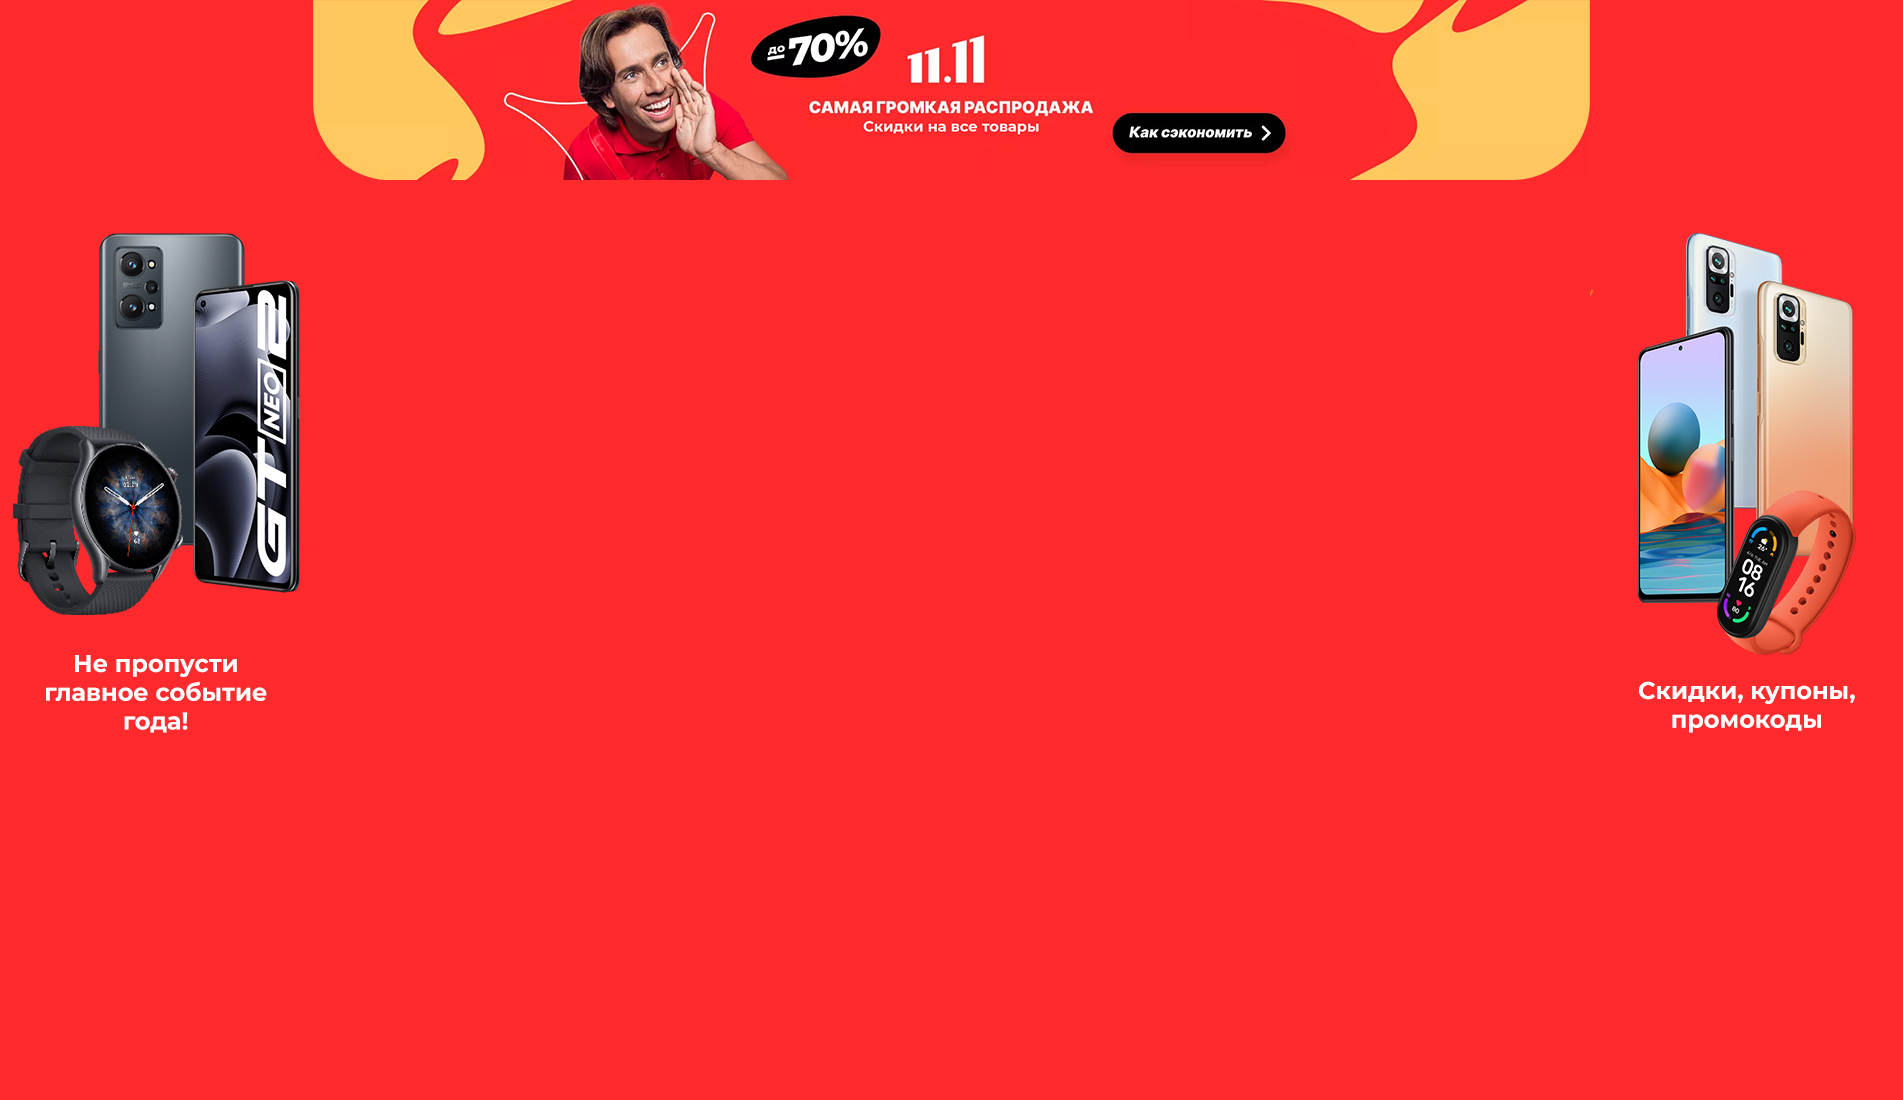 до 70%
11.11
САМАЯ ГРОМКАЯ РАСПРОДАЖА
Скидки на все товары
Как сэкономить
GT NEO 2
Не пропусти
главное событие
года!
08
16
Скидки, купоны,
промокоды